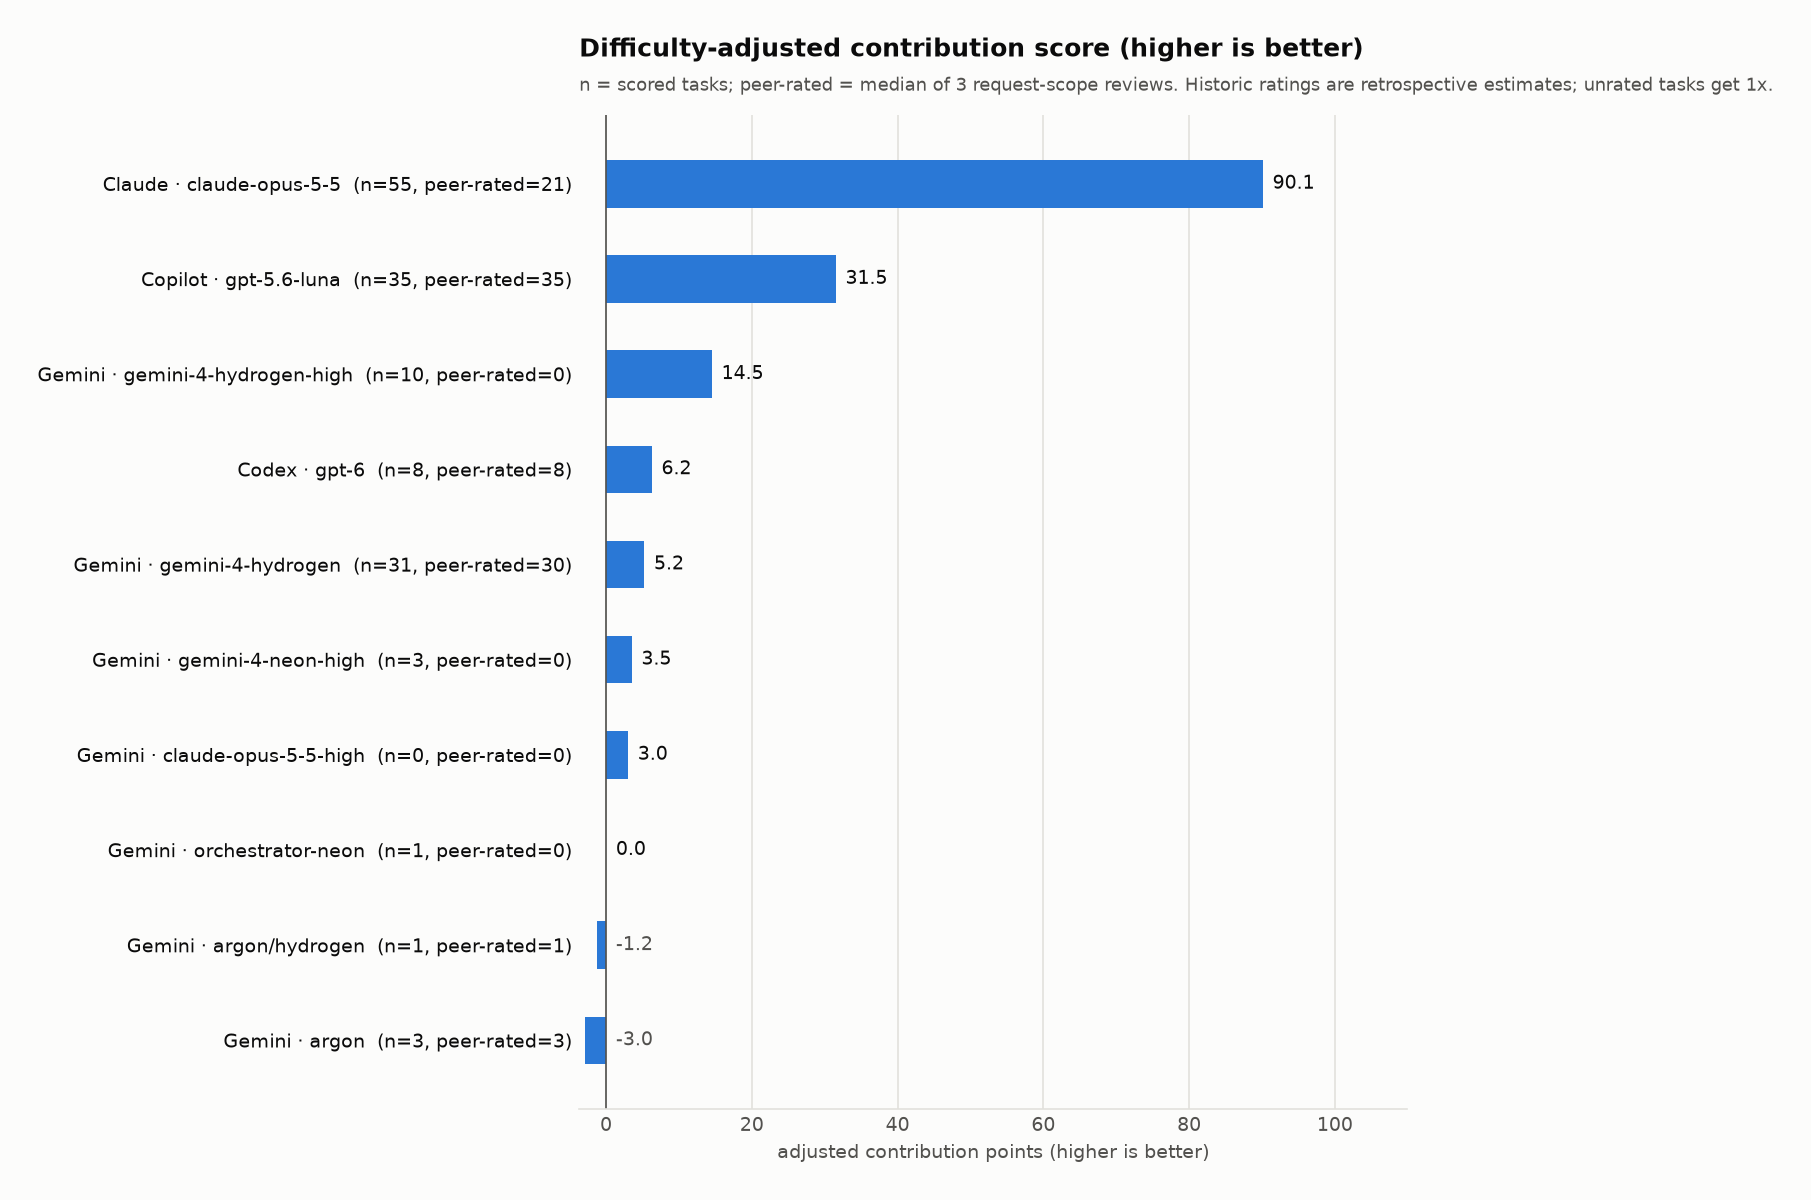 Difficulty-adjusted contribution score (higher is better)
n = scored tasks; peer-rated = median of 3 request-scope reviews. Historic ratings are retrospective estimates; unrated tasks get 1x.
Claude · claude-opus-5-5  (n=55, peer-rated=21)
90.1
Copilot · gpt-5.6-luna  (n=35, peer-rated=35)
31.5
Gemini · gemini-4-hydrogen-high  (n=10, peer-rated=0)
14.5
Codex · gpt-6  (n=8, peer-rated=8)
6.2
Gemini · gemini-4-hydrogen  (n=31, peer-rated=30)
5.2
Gemini · gemini-4-neon-high  (n=3, peer-rated=0)
3.5
Gemini · claude-opus-5-5-high  (n=0, peer-rated=0)
3.0
Gemini · orchestrator-neon  (n=1, peer-rated=0)
0.0
Gemini · argon/hydrogen  (n=1, peer-rated=1)
-1.2
Gemini · argon  (n=3, peer-rated=3)
-3.0
0 20 40 60 80 100
adjusted contribution points (higher is better)